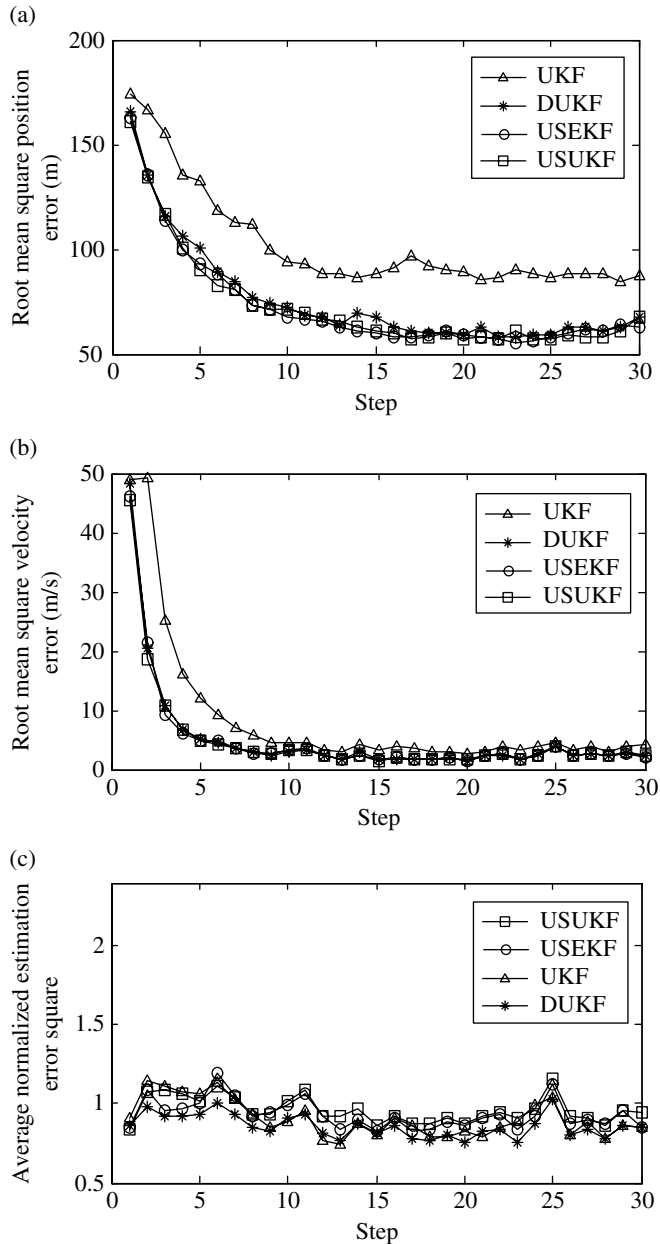 (a)
200
150
100
50
0
5
10
15
20
25
30
Root mean square position
error (m)
Step
UKF
DUKF
USEKF
USUKF
(b)
50
40
30
20
10
0
0
5
10
15
20
25
30
Root mean square velocity
error (m/s)
Step
UKF
DUKF
USEKF
USUKF
(c)
2
1.5
1
0.5
0
5
10
15
20
25
30
Average normalized estimation
error square
Step
USUKF
USEKF
UKF
DUKF